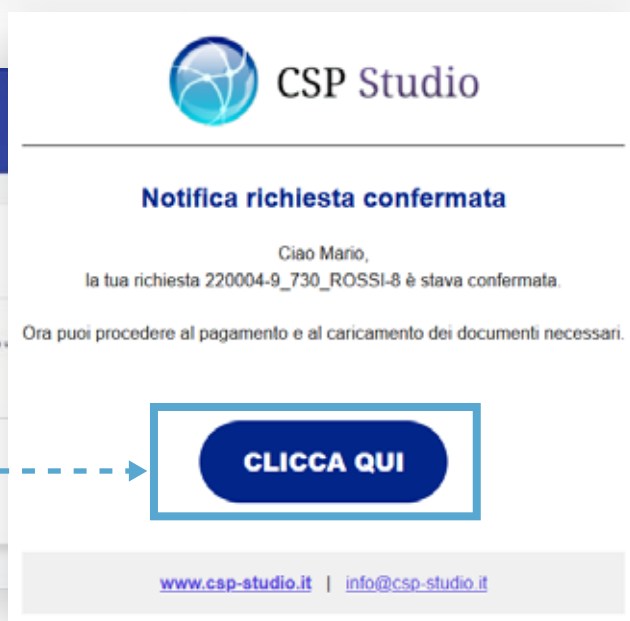 CSP Studio
Notifica richiesta confermata
Ciao Mario,
la tua richiesta 220004-9_730_ROSSI-8 è stava confermata.
Ora puoi procedere al pagamento e al caricamento dei documenti necessari.
CLICCA QUI
www.csp-studio.it | info@csp-studio.it